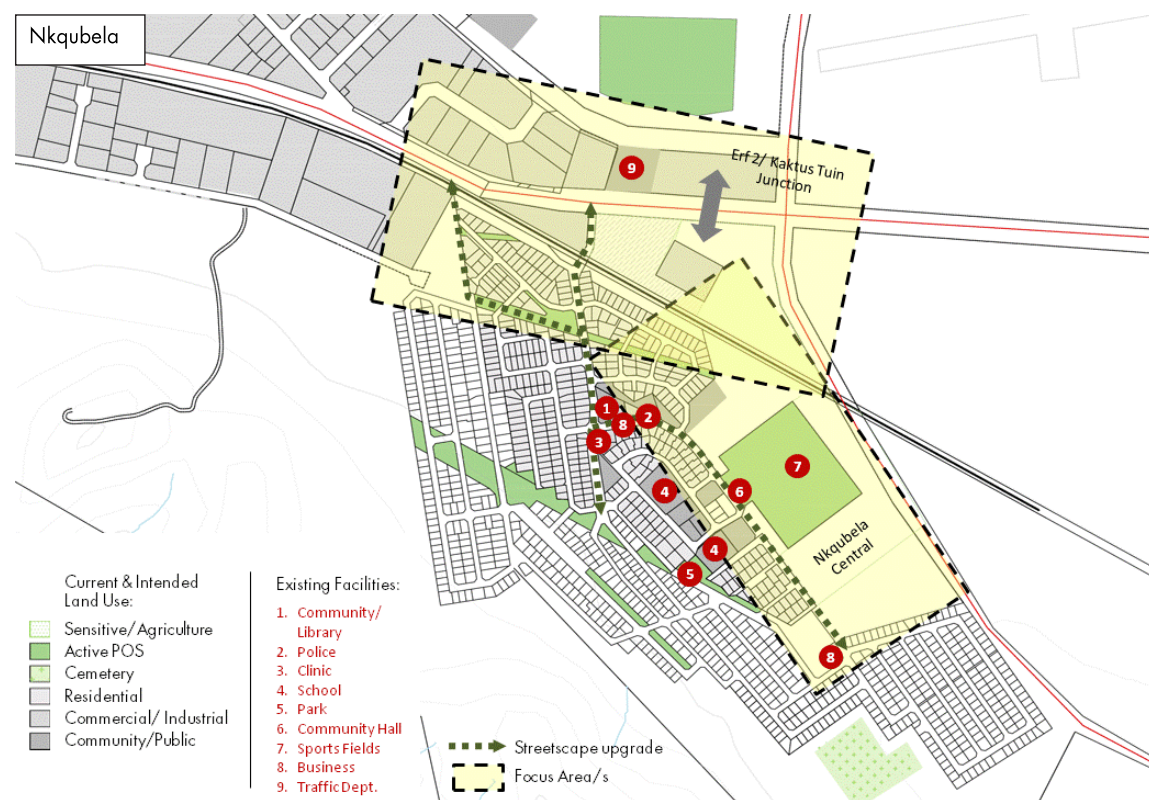 Nkqubela
9
Erf 2/ Kaktus Tuin
Junction
1
8
2
3
4
6
7
Nkqubela
Central
4
5
8
Current & Intended
Land Use:
Sensitive/Agriculture
Active POS
Cemetery
Residential
Commercial/ Industrial
Community/Public
Existing Facilities:
1. Community/
Library
2. Police
3. Clinic
4. School
5. Park
6. Community Hall
7. Sports Fields
8. Business
9. Traffic Dept.
Streetscape upgrade
Focus Area/s